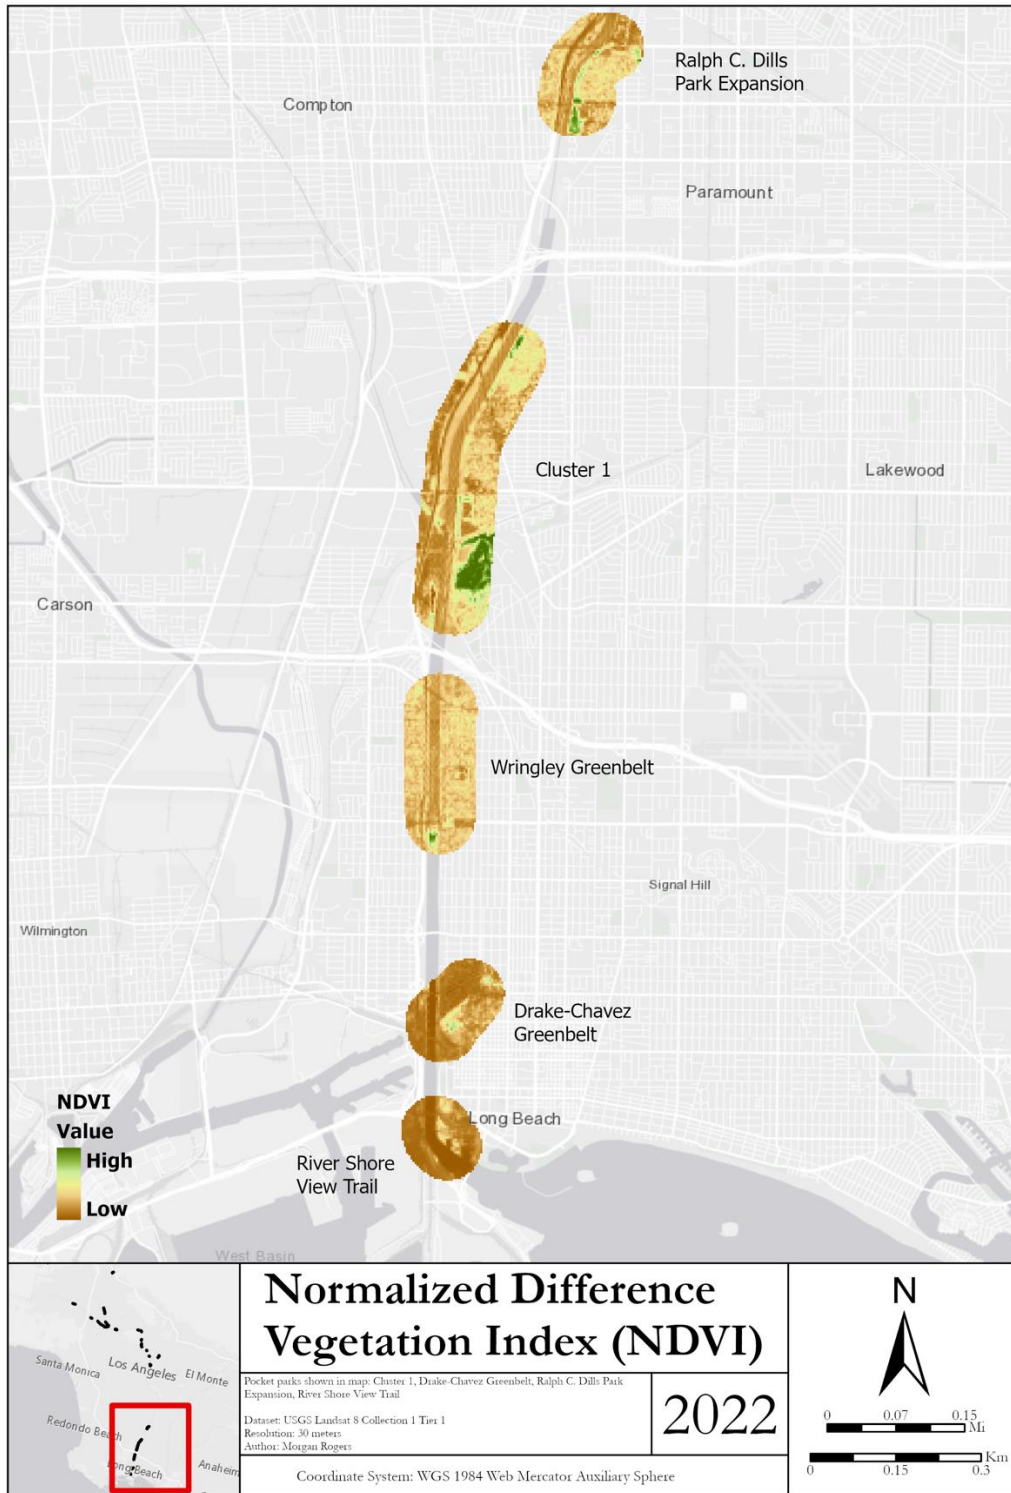 Ralph C. Dills
Park Expansion
Compton
Paramount
Cluster 1
Lakewood
Carson
Wringley Greenbelt
Signal Hill
Wilmington
Drake-Chavez
Greenbelt
NDVI
Value
High
Low
Long Beach
River Shore
View Trail
West Basin
Santa Monica
Los Angeles
El Monte
Redondo Beach
Long Beach
Anaheim
Normalized Difference
Vegetation Index (NDVI)
Pocket parks shown in map: Cluster 1, Drake-Chavez Greenbelt, Ralph C. Dills Park
Expansion, River Shore View Trail
Dataset: USGS Landsat 8 Collection 1 Tier 1
Resolution: 30 meters
Author: Morgan Rogers
2022
Coordinate System: WGS 1984 Web Mercator Auxiliary Sphere
N
0 0.07 0.15
Mi
Km
0 0.15 0.3